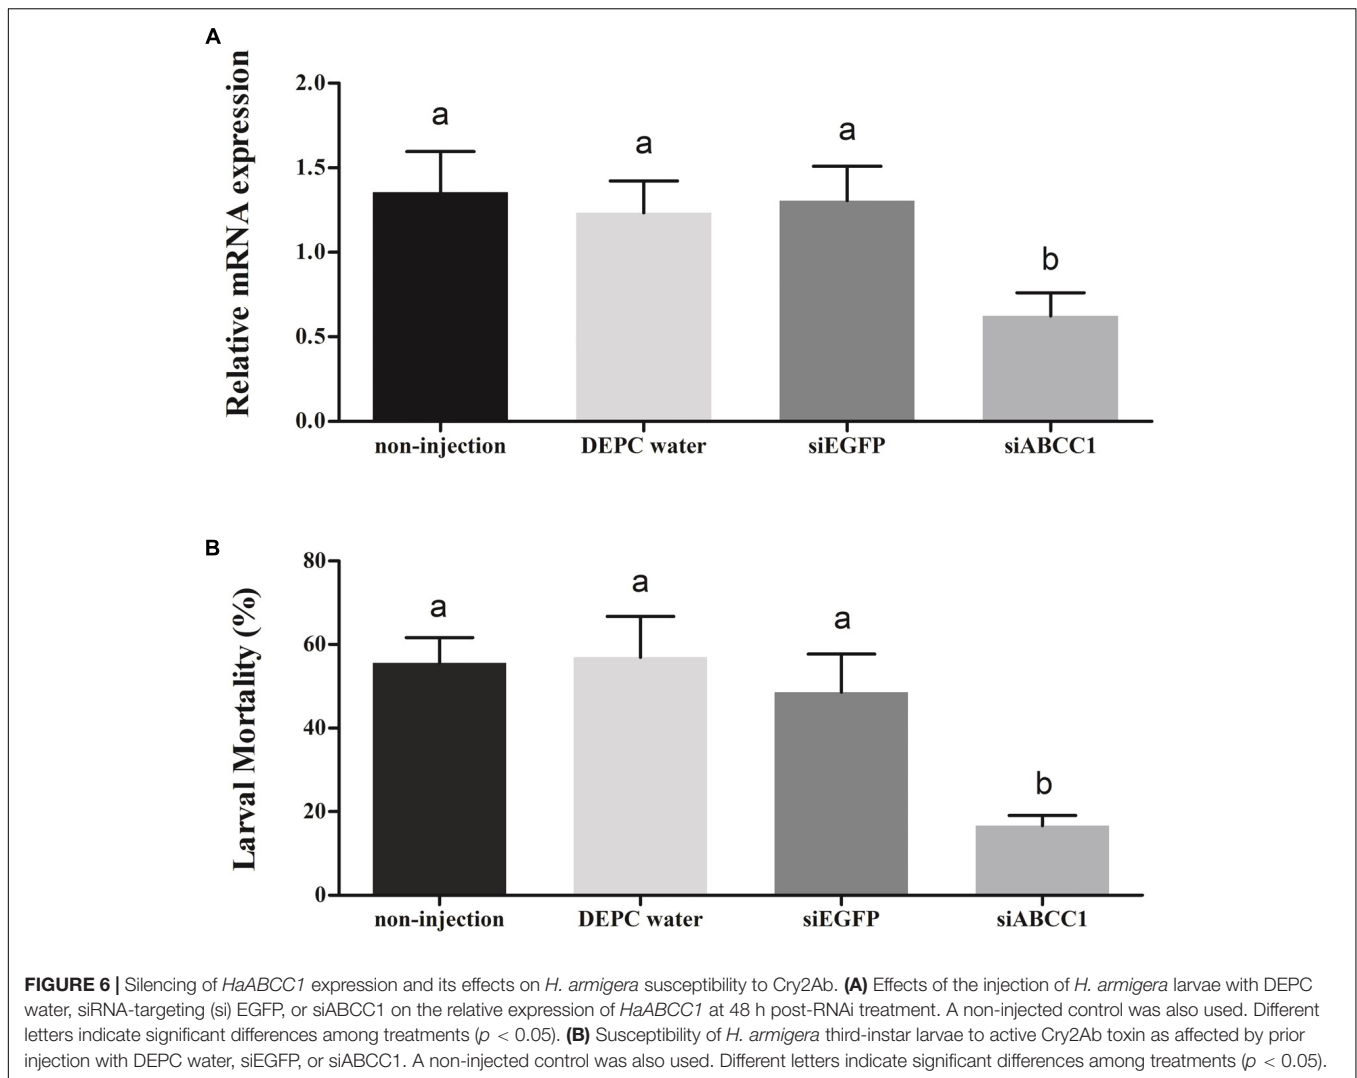 A
Relative mRNA expression
2.0
1.5
1.0
0.5
0.0
a
a
a
b
non-injection DEPC water siEGFP siABCC1
B
Larval Mortality (%)
80
60
40
20
0
a
a
a
b
non-injection DEPC water siEGFP siABCC1
FIGURE 6 | Silencing of HaABCC1 expression and its effects on H. armigera susceptibility to Cry2Ab. (A) Effects of the injection of H. armigera larvae with DEPC
water, siRNA-targeting (si) EGFP, or siABCC1 on the relative expression of HaABCC1 at 48 h post-RNAi treatment. A non-injected control was also used. Different
letters indicate significant differences among treatments (p < 0.05). (B) Susceptibility of H. armigera third-instar larvae to active Cry2Ab toxin as affected by prior
injection with DEPC water, siEGFP, or siABCC1. A non-injected control was also used. Different letters indicate significant differences among treatments (p < 0.05).